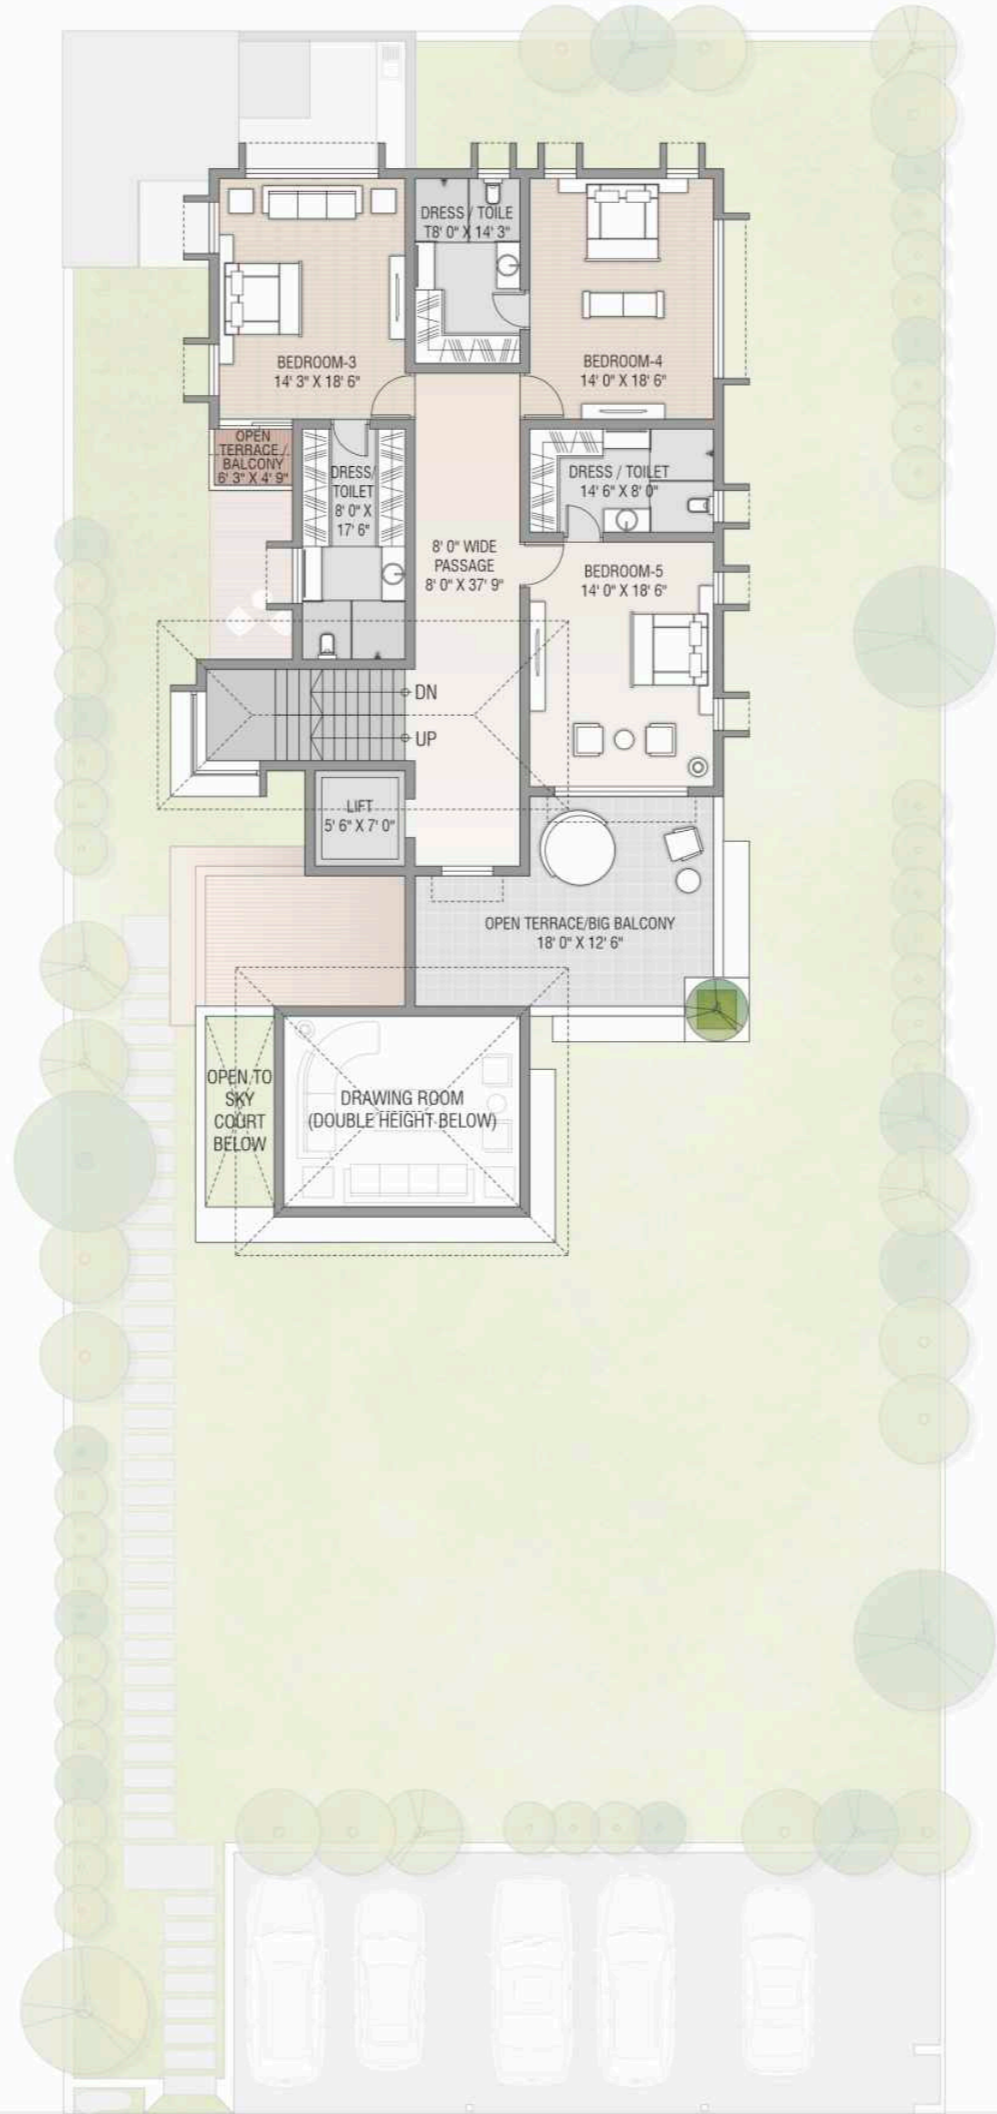 DRESS / TOILE
T8' 0" X 14' 3"
BEDROOM-3
14' 3" X 18' 6"
BEDROOM-4
14' 0" X 18' 6"
OPEN
TERRACE /
BALCONY
6' 3" X 4' 9"
DRESS/
TOILET
8' 0" X
17' 6"
DRESS / TOILET
14' 6" X 8' 0"
8' 0" WIDE
PASSAGE
8' 0" X 37' 9"
BEDROOM-5
14' 0" X 18' 6"
DN
UP
LIFT
5' 6" X 7' 0"
OPEN TERRACE/BIG BALCONY
18' 0" X 12' 6"
OPEN TO
SKY
COURT
BELOW
DRAWING ROOM
(DOUBLE HEIGHT BELOW)